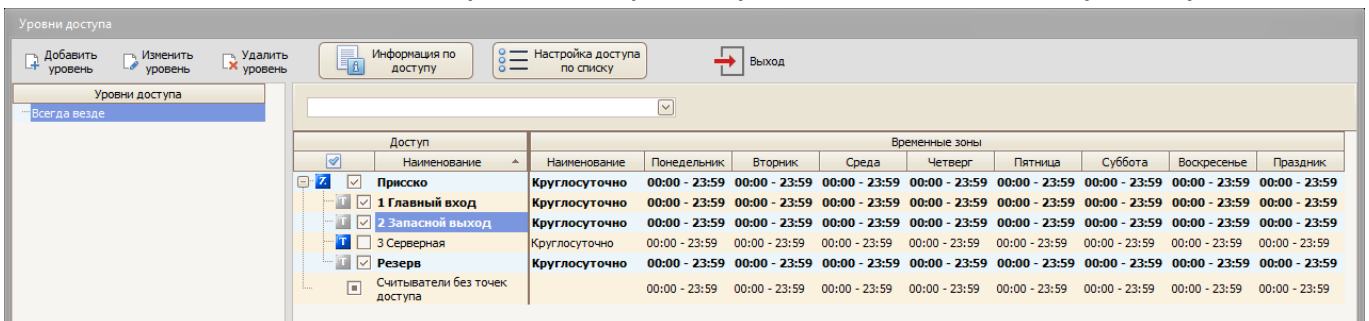 Уровни доступа
Добавить уровень
Изменить уровень
Удалить уровень
Информация по доступу
Настройка доступа по списку
Выход
Уровни доступа
Всегда везде
Доступ
Временные зоны
Наименование Наименование Понедельник Вторник Среда Четверг Пятница Суббота Воскресенье Праздник
Z Присско Круглосуточно 00:00 - 23:59 00:00 - 23:59 00:00 - 23:59 00:00 - 23:59 00:00 - 23:59 00:00 - 23:59 00:00 - 23:59 00:00 - 23:59
T 1 Главный вход Круглосуточно 00:00 - 23:59 00:00 - 23:59 00:00 - 23:59 00:00 - 23:59 00:00 - 23:59 00:00 - 23:59 00:00 - 23:59 00:00 - 23:59
T 2 Запасной выход Круглосуточно 00:00 - 23:59 00:00 - 23:59 00:00 - 23:59 00:00 - 23:59 00:00 - 23:59 00:00 - 23:59 00:00 - 23:59 00:00 - 23:59
T 3 Серверная Круглосуточно 00:00 - 23:59 00:00 - 23:59 00:00 - 23:59 00:00 - 23:59 00:00 - 23:59 00:00 - 23:59 00:00 - 23:59 00:00 - 23:59
T Резерв Круглосуточно 00:00 - 23:59 00:00 - 23:59 00:00 - 23:59 00:00 - 23:59 00:00 - 23:59 00:00 - 23:59 00:00 - 23:59 00:00 - 23:59
Считыватели без точек
доступа
00:00 - 23:59 00:00 - 23:59 00:00 - 23:59 00:00 - 23:59 00:00 - 23:59 00:00 - 23:59 00:00 - 23:59 00:00 - 23:59